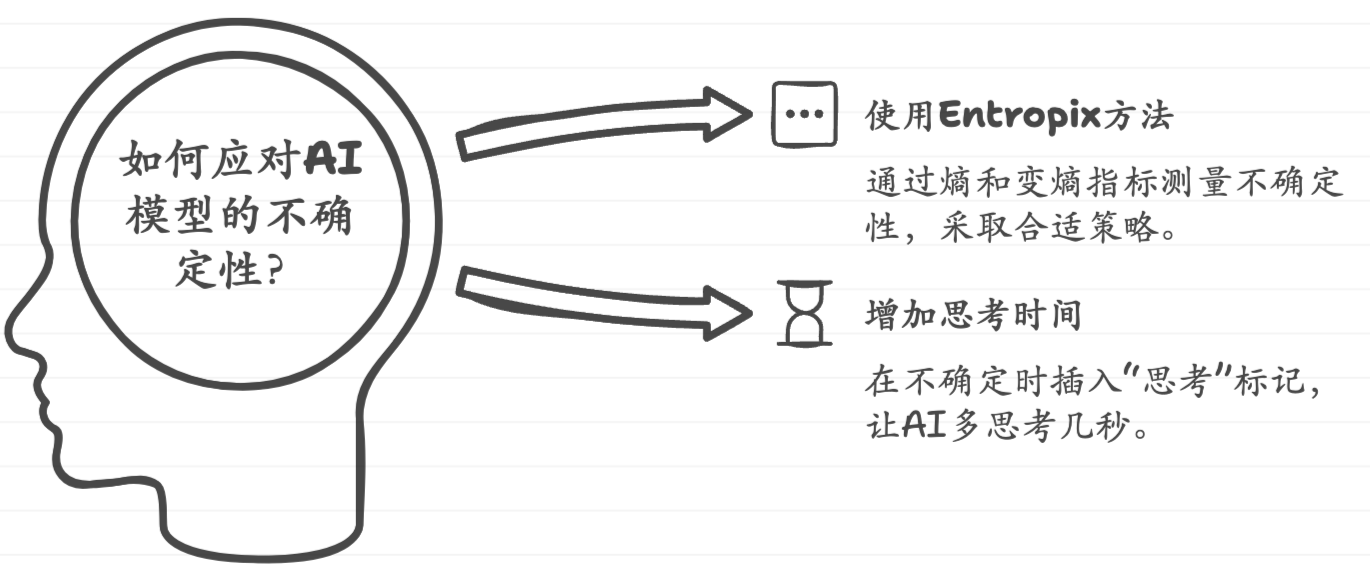 如何应对AI
模型的不确
定性?
使用Entropix方法
通过熵和变熵指标测量不确定
性，采取合适策略。
增加思考时间
在不确定时插入"思考"标记，
让AI多思考几秒。